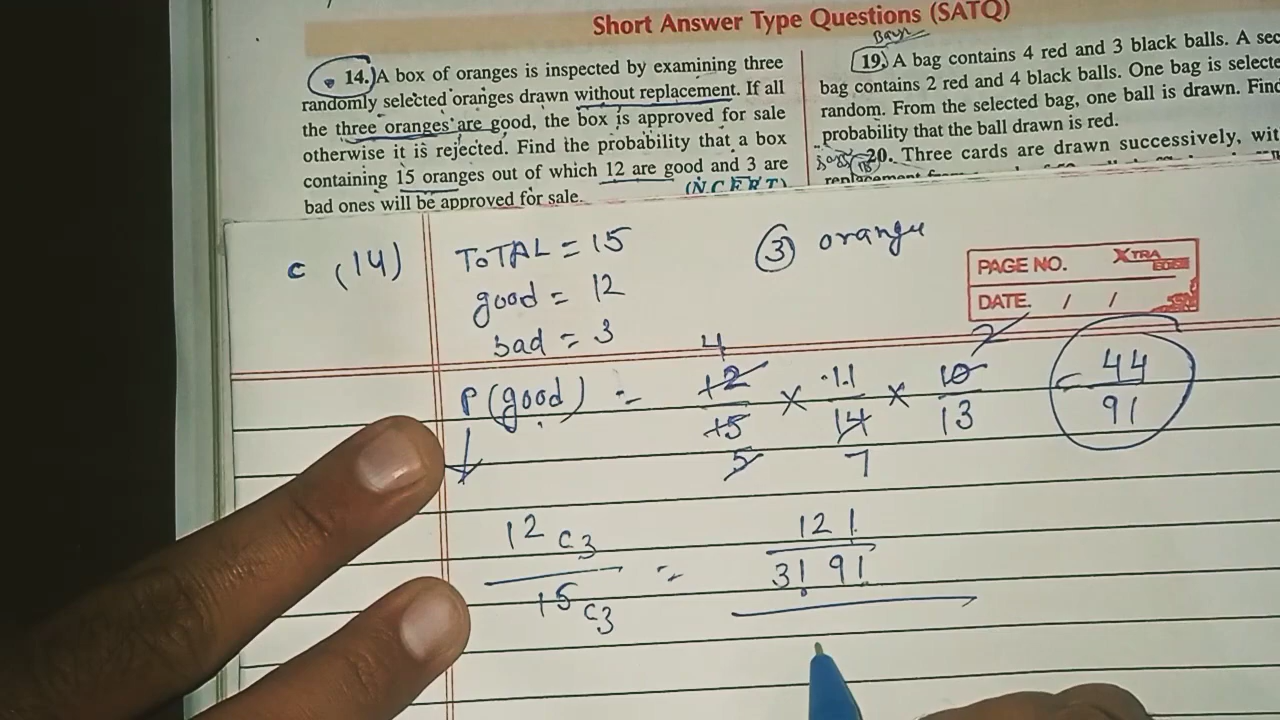 Short Answer Type Questions (SATQ)
14. A box of oranges is inspected by examining three
randomly selected oranges drawn without replacement. If all
the three oranges are good, the box is approved for sale
otherwise it is rejected. Find the probability that a box
containing 15 oranges out of which 12 are good and 3 are
bad ones will be approved for sale.
(NCERT)
19. A bag contains 4 red and 3 black balls. A sec
bag contains 2 red and 4 black balls. One bag is selecte
random. From the selected bag, one ball is drawn. Find
probability that the ball drawn is red.
20. Three cards are drawn successively, wit
replacement from
c (14)
TOTAL = 15
good = 12
bad = 3
③ orange
PAGE NO.
XTRA EDGE
DATE. / /
4 2
P(good) = 12/15 × 11/14 × 10/13 = 44/91
5 7
12C3/15C3 = 12!/3! 9!